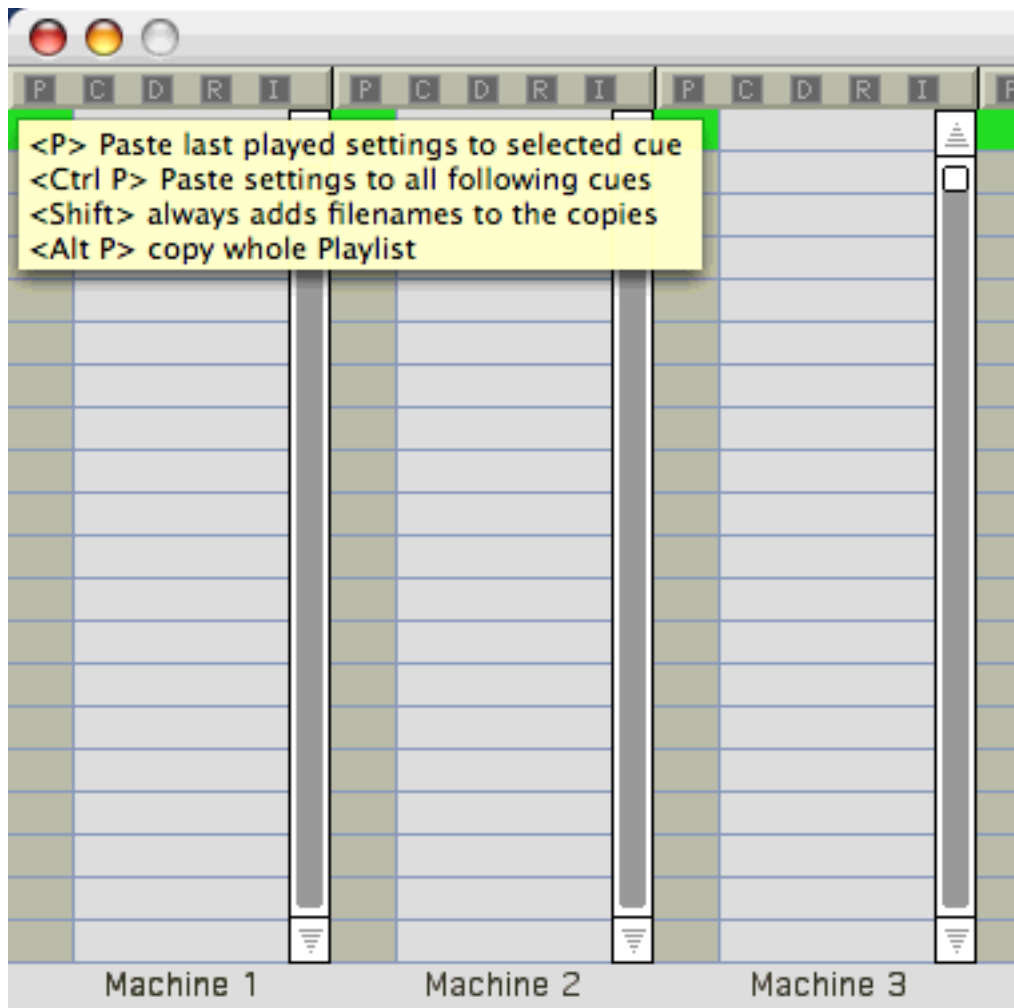 P C D R I P C D R I P C D R I
<P> Paste last played settings to selected cue
<Ctrl P> Paste settings to all following cues
<Shift> always adds filenames to the copies
<Alt P> copy whole Playlist
Machine 1 Machine 2 Machine 3